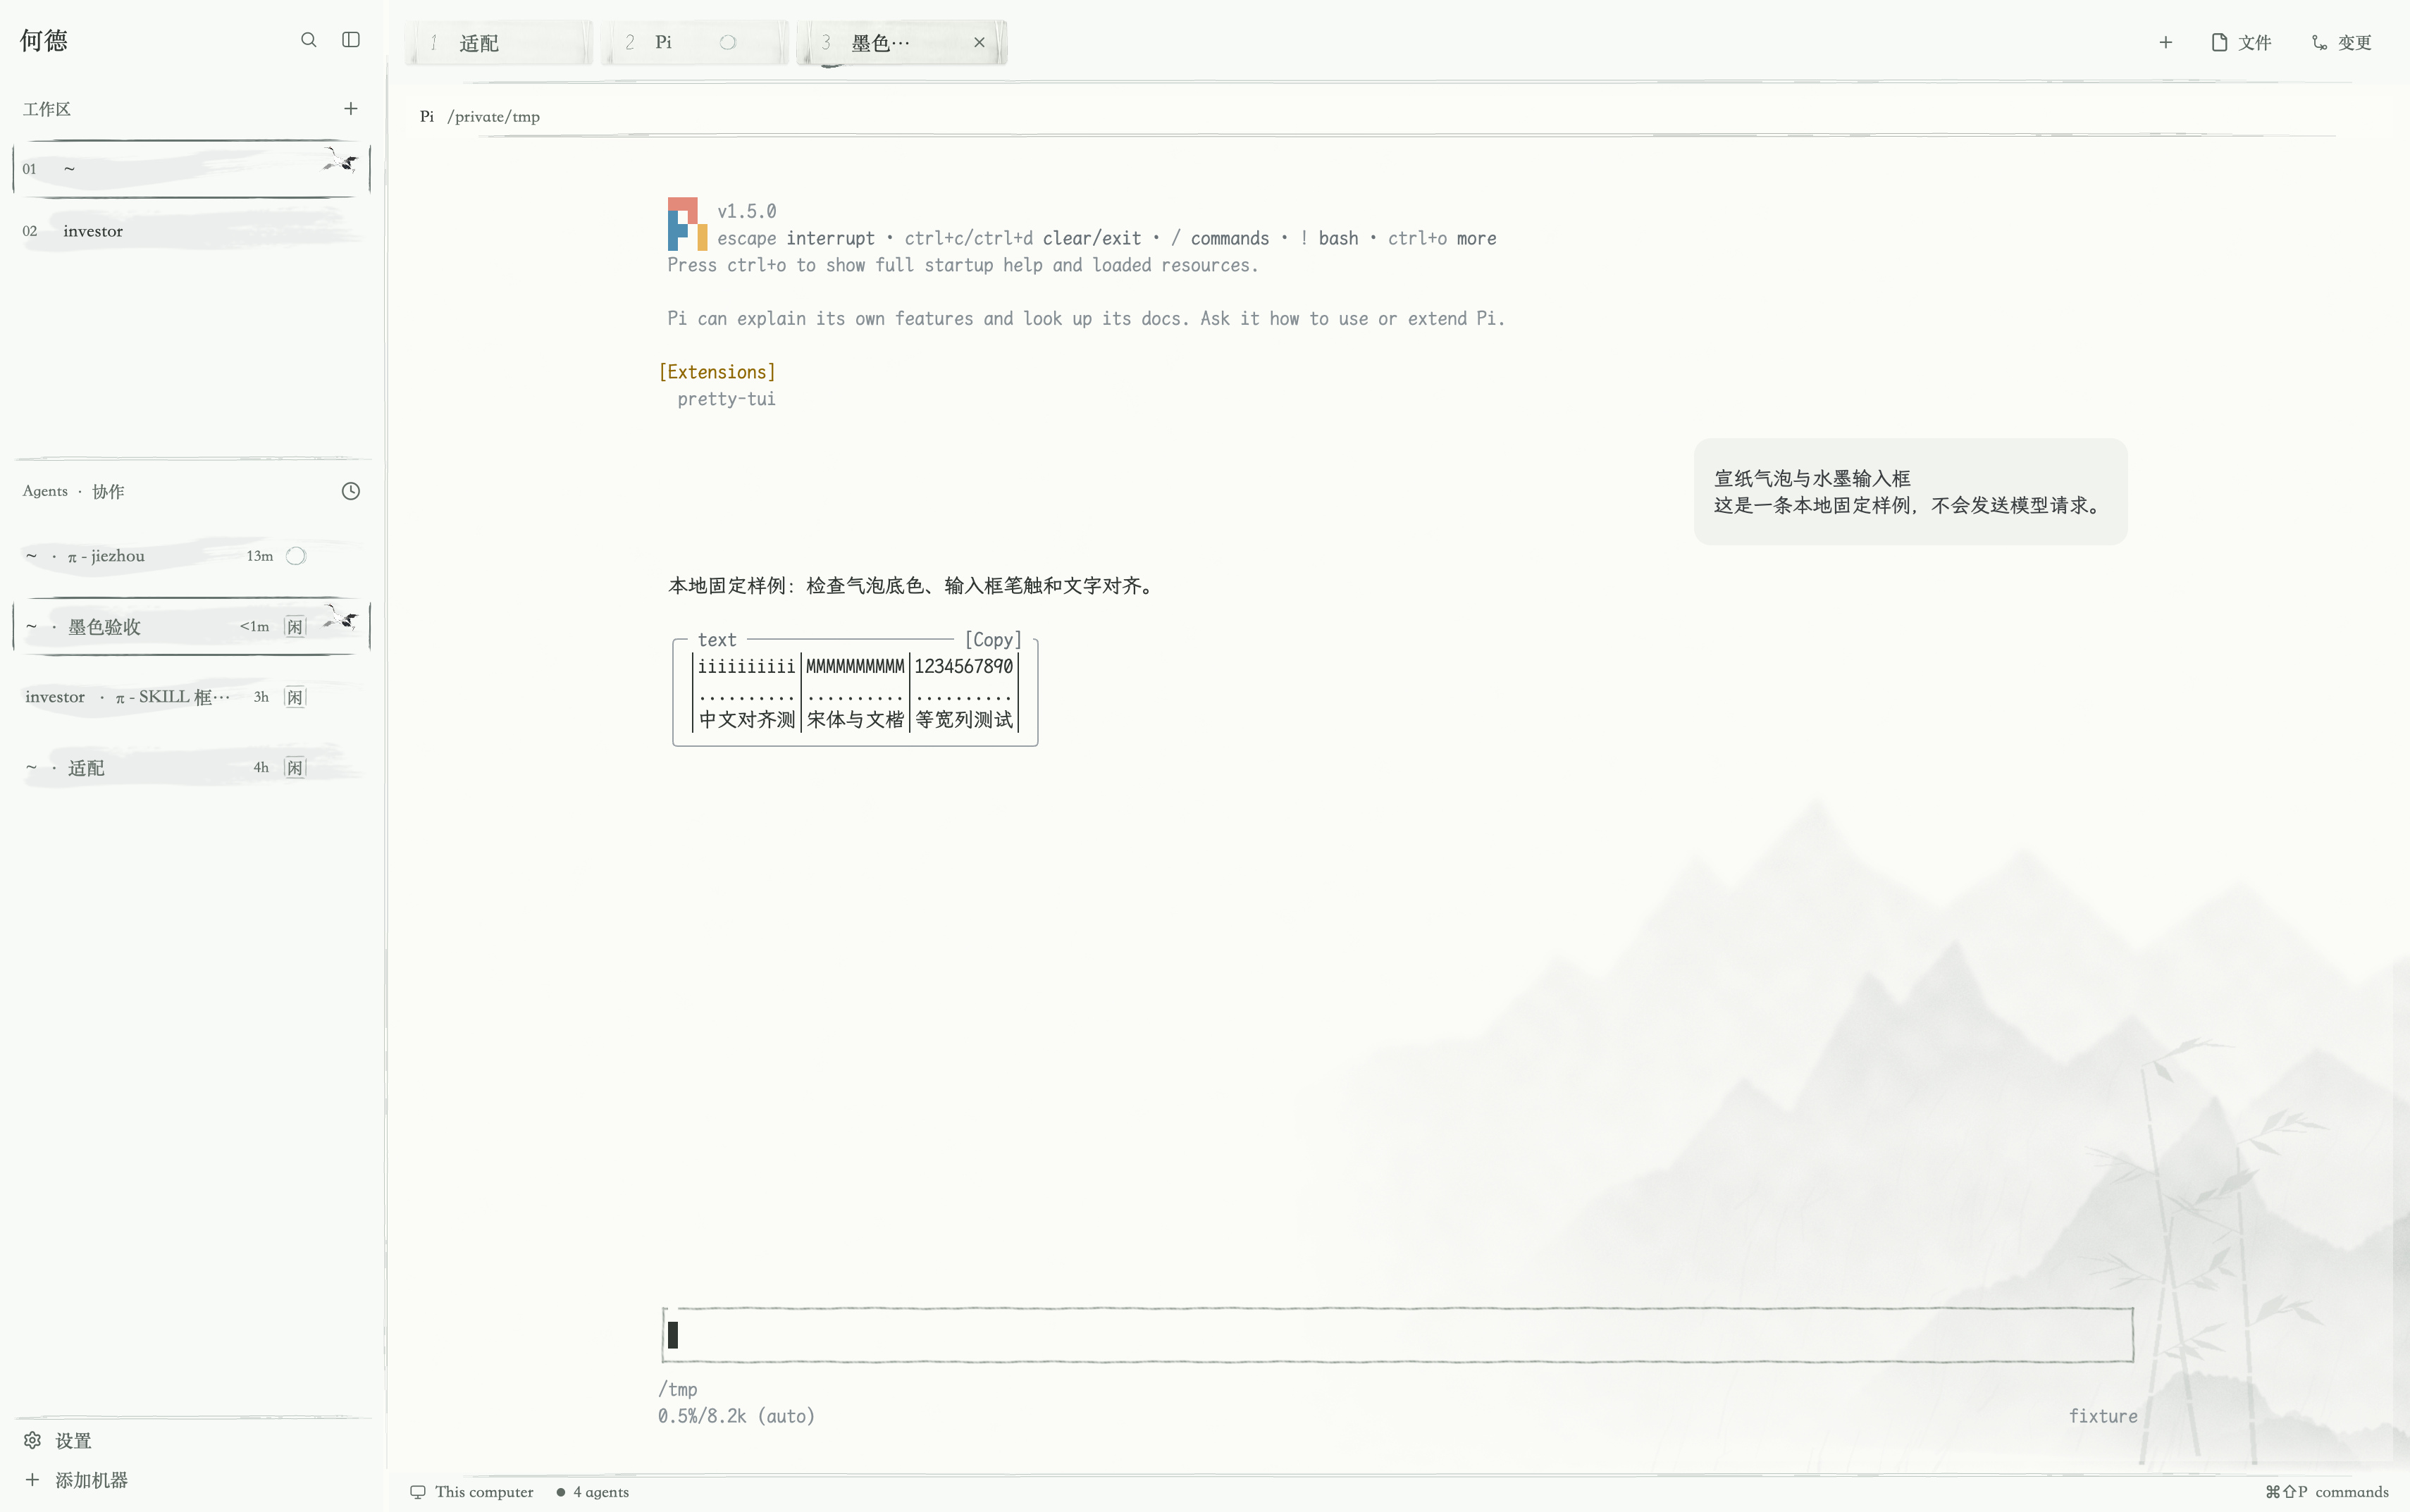 何德
工作区
01 ~
02 investor
Agents · 协作
~ · π - jiezhou 13m
~ · 墨色验收 <1m 闲
investor · π - SKILL 框… 3h 闲
~ · 适配 4h 闲
设置
添加机器
1 适配
2 Pi
3 墨色…
文件
变更
Pi /private/tmp
v1.5.0
escape interrupt • ctrl+c/ctrl+d clear/exit • / commands • ! bash • ctrl+o more
Press ctrl+o to show full startup help and loaded resources.
Pi can explain its own features and look up its docs. Ask it how to use or extend Pi.
[Extensions]
pretty-tui
宣纸气泡与水墨输入框
这是一条本地固定样例，不会发送模型请求。
本地固定样例：检查气泡底色、输入框笔触和文字对齐。
text [Copy]
|iiiiiiiiii|MMMMMMMMMM|1234567890|
|..........|..........|..........|
|中文对齐测|宋体与文楷|等宽列测试|
/tmp
0.5%/8.2k (auto) fixture
This computer ● 4 agents
⌘⇧P commands